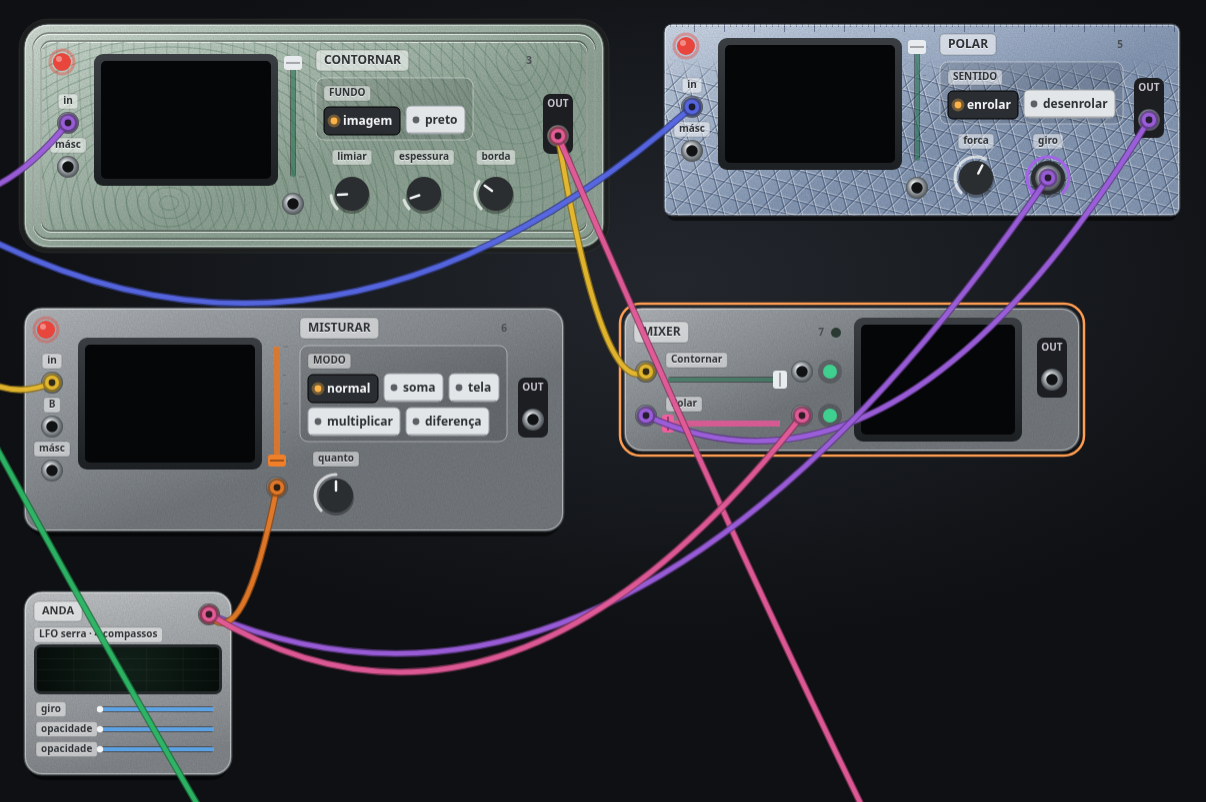 CONTORNAR 3
in
másc
FUNDO
imagem preto
limiar espessura borda
OUT
POLAR 5
in
másc
SENTIDO
enrolar desenrolar
forca giro
OUT
MISTURAR 6
in
B
másc
MODO
normal soma tela
multiplicar diferença
quanto
OUT
MIXER 7
Contornar
OUT
ANDA
LFO serra · compassos
giro
opacidade
opacidade